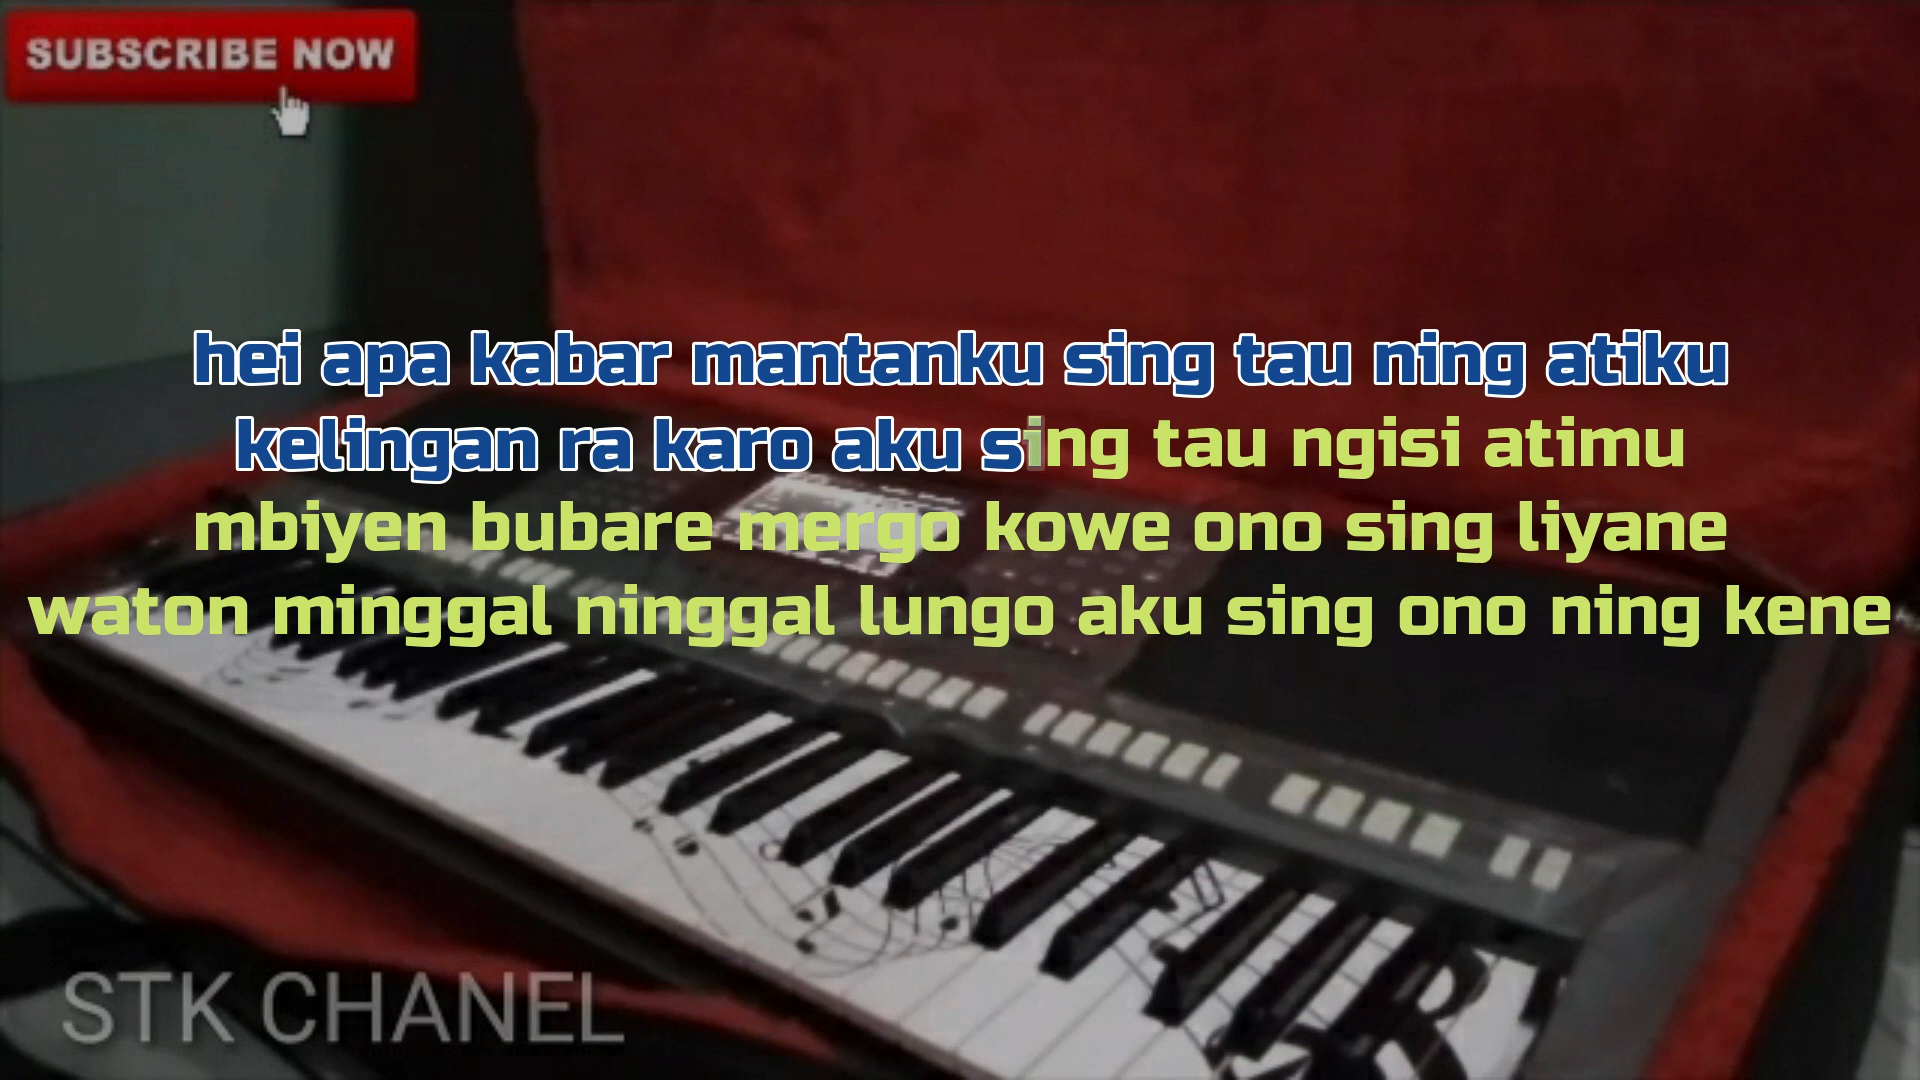 SUBSCRIBE NOW
hei apa kabar mantanku sing tau ning atiku
kelingan ra karo aku sing tau ngisi atimu
mbiyen bubare mergo kowe ono sing liyane
waton minggal ninggal lungo aku sing ono ning kene
STK CHANEL